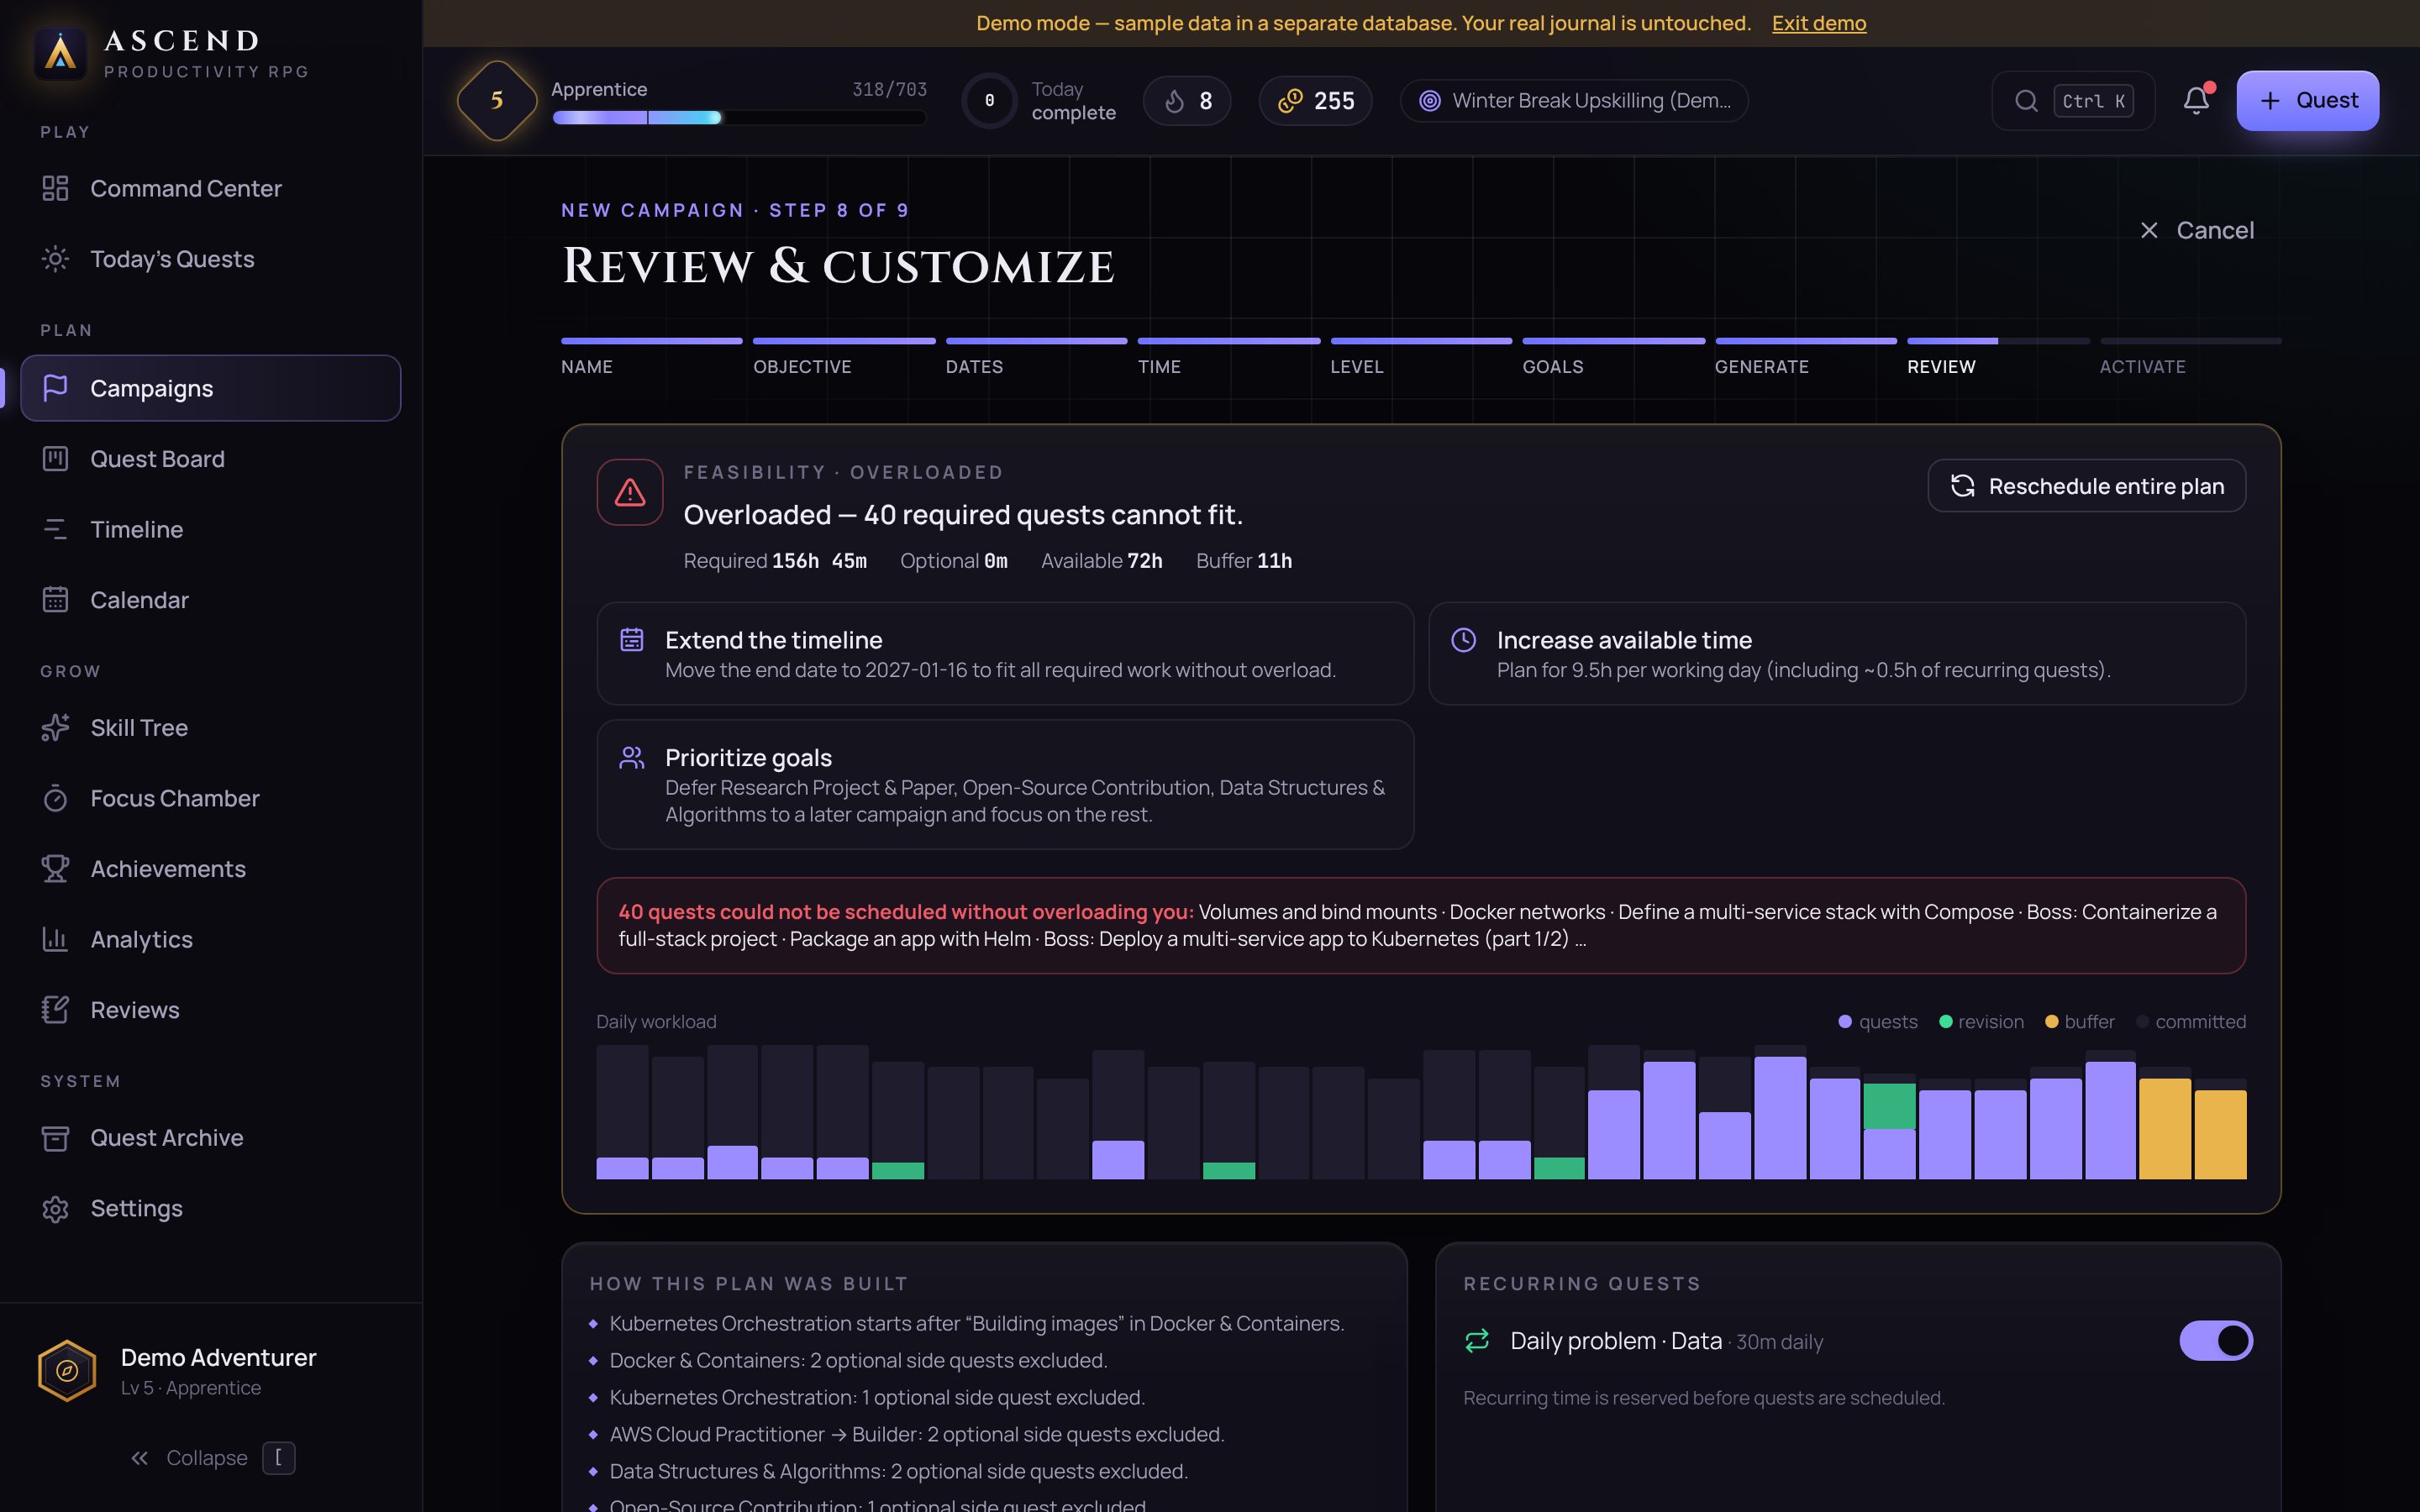 ASCEND
PRODUCTIVITY RPG
PLAY
Command Center
Today's Quests
PLAN
Campaigns
Quest Board
Timeline
Calendar
GROW
Skill Tree
Focus Chamber
Achievements
Analytics
Reviews
SYSTEM
Quest Archive
Settings
Demo Adventurer
Lv 5 · Apprentice
Collapse [
Demo mode — sample data in a separate database. Your real journal is untouched. Exit demo
5
Apprentice 318/703
0
Today
complete
8
255
Winter Break Upskilling (Dem...
Ctrl K
+ Quest
NEW CAMPAIGN · STEP 8 OF 9
REVIEW & CUSTOMIZE
Cancel
NAME OBJECTIVE DATES TIME LEVEL GOALS GENERATE REVIEW ACTIVATE
FEASIBILITY · OVERLOADED
Overloaded — 40 required quests cannot fit.
Required 156h 45m Optional 0m Available 72h Buffer 11h
Reschedule entire plan
Extend the timeline
Move the end date to 2027-01-16 to fit all required work without overload.
Increase available time
Plan for 9.5h per working day (including ~0.5h of recurring quests).
Prioritize goals
Defer Research Project & Paper, Open-Source Contribution, Data Structures &
Algorithms to a later campaign and focus on the rest.
40 quests could not be scheduled without overloading you: Volumes and bind mounts · Docker networks · Define a multi-service stack with Compose · Boss: Containerize a
full-stack project · Package an app with Helm · Boss: Deploy a multi-service app to Kubernetes (part 1/2) ...
Daily workload
quests revision buffer committed
HOW THIS PLAN WAS BUILT
Kubernetes Orchestration starts after “Building images” in Docker & Containers.
Docker & Containers: 2 optional side quests excluded.
Kubernetes Orchestration: 1 optional side quest excluded.
AWS Cloud Practitioner → Builder: 2 optional side quests excluded.
Data Structures & Algorithms: 2 optional side quests excluded.
Open-Source Contribution: 1 optional side quest excluded.
RECURRING QUESTS
Daily problem · Data · 30m daily
Recurring time is reserved before quests are scheduled.